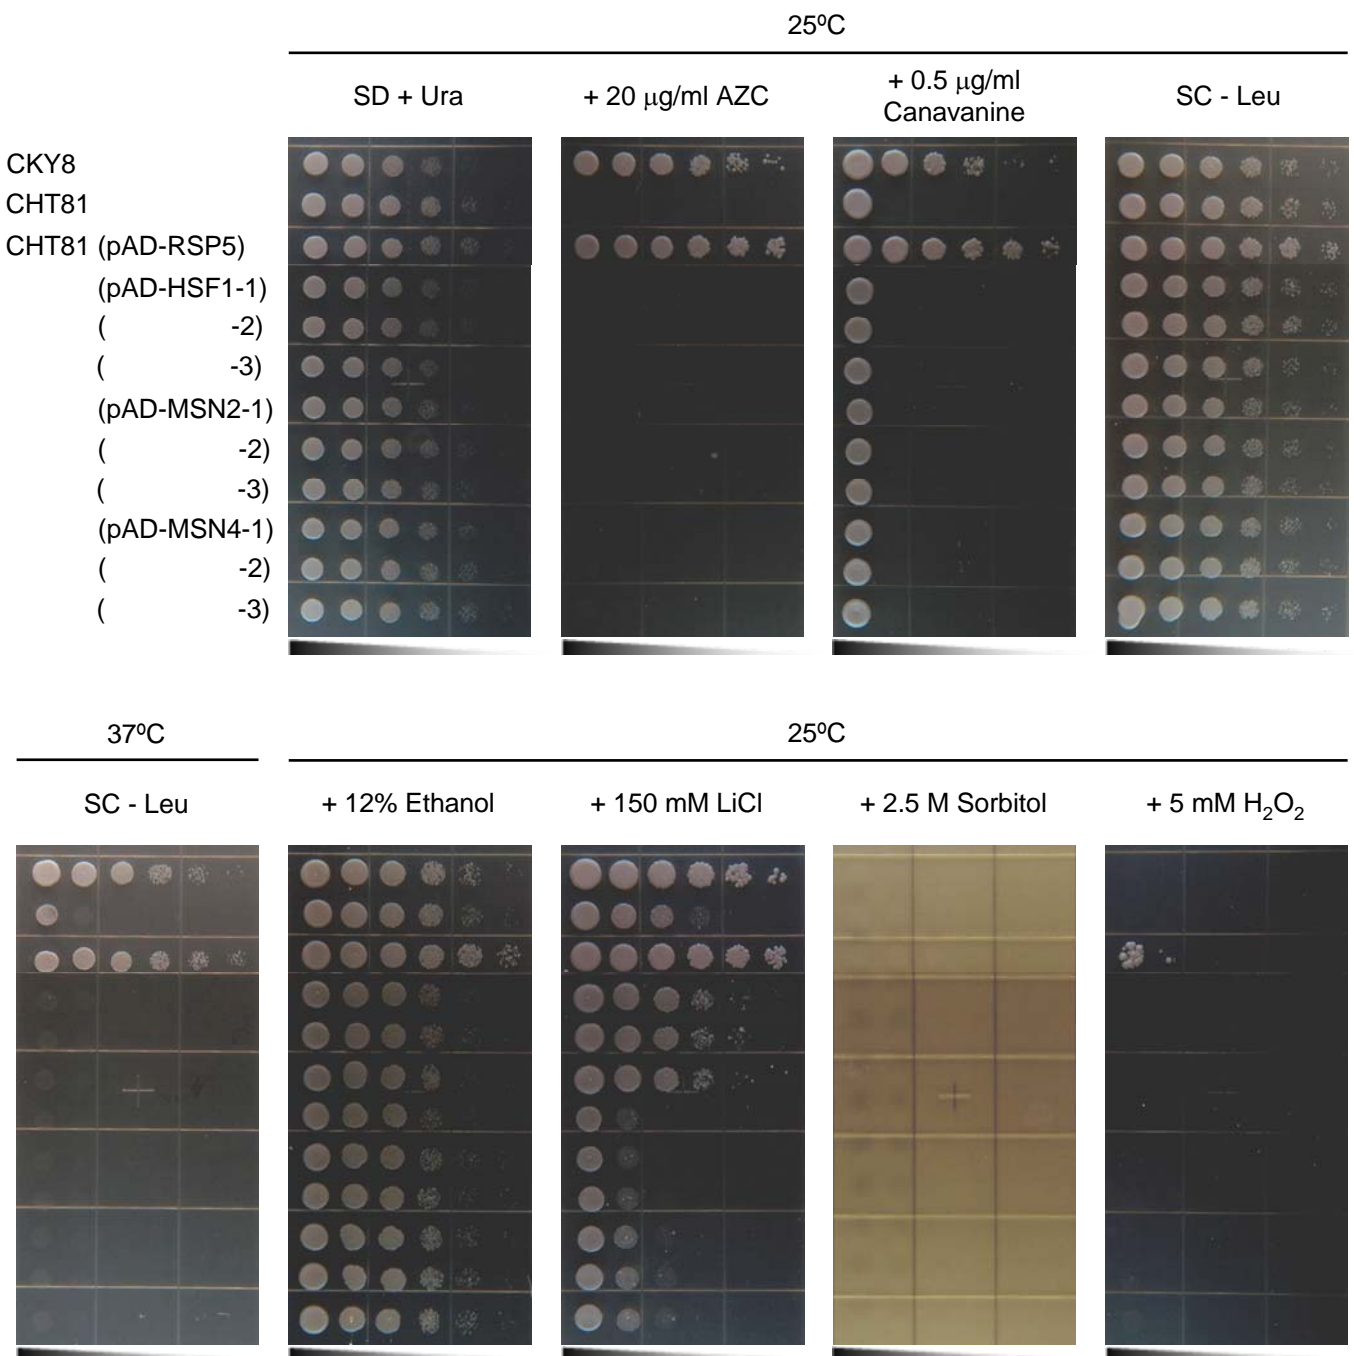 25ºC
SD + Ura
+ 20 μg/ml AZC
+ 0.5 μg/ml
Canavanine
SC - Leu
CKY8
CHT81
CHT81 (pAD-RSP5)
(pAD-HSF1-1)
( -2)
( -3)
(pAD-MSN2-1)
( -2)
( -3)
(pAD-MSN4-1)
( -2)
( -3)
37ºC
25ºC
SC - Leu
+ 12% Ethanol
+ 150 mM LiCl
+ 2.5 M Sorbitol
+ 5 mM H₂O₂